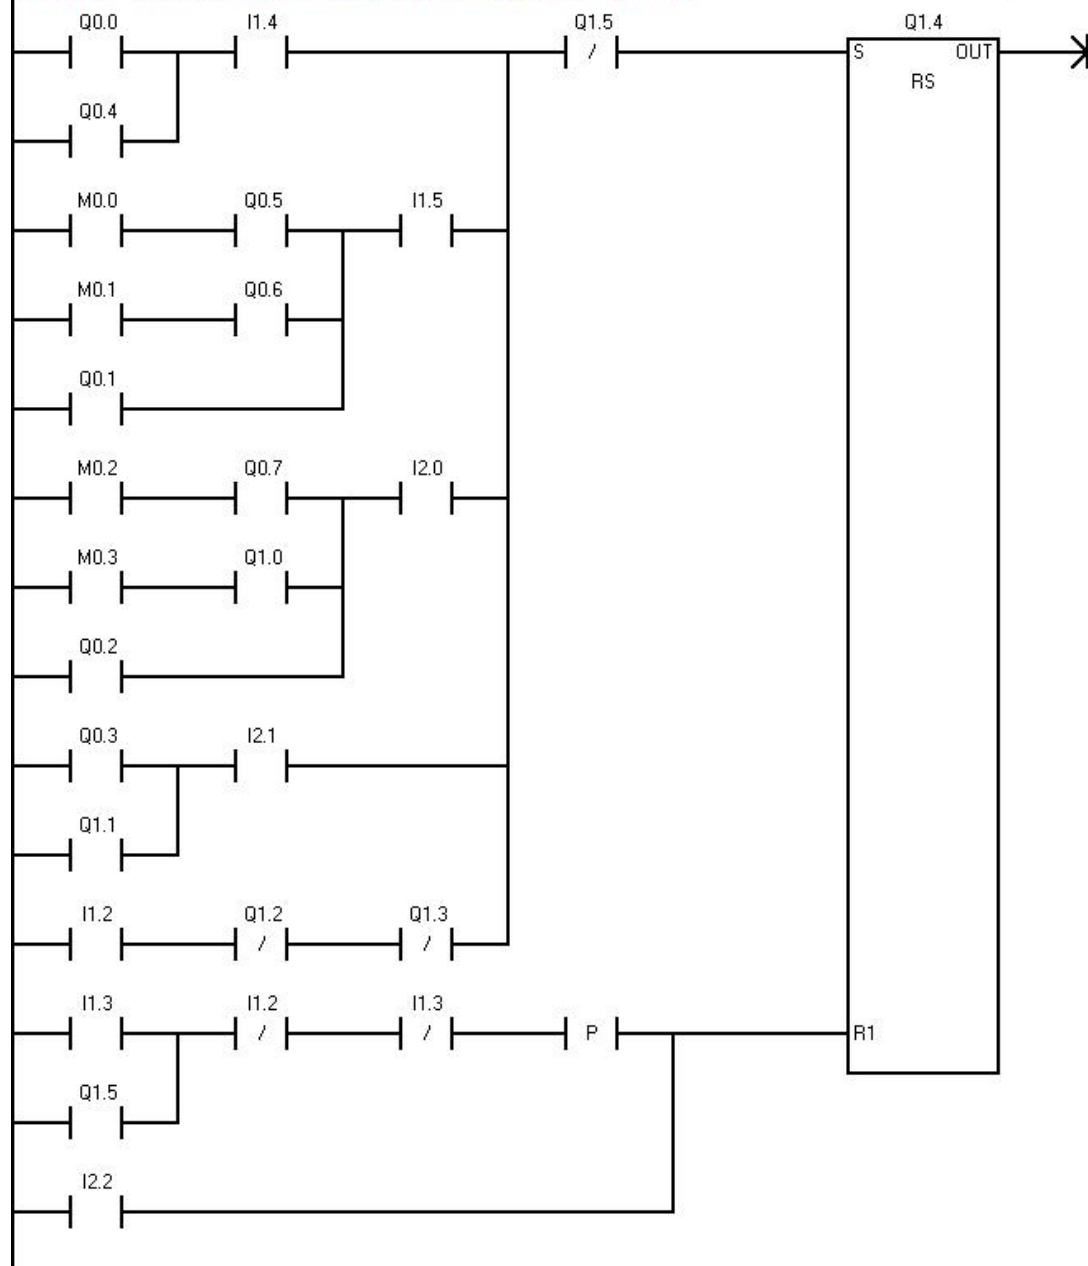 Q0.0 I1.4 Q1.5 Q1.4
/ S OUT
RS
Q0.4
M0.0 Q0.5 I1.5
M0.1 Q0.6
Q0.1
M0.2 Q0.7 I2.0
M0.3 Q1.0
Q0.2
Q0.3 I2.1
Q1.1
I1.2 Q1.2 Q1.3
/ /
I1.3 I1.2 I1.3
/ / P R1
Q1.5
I2.2